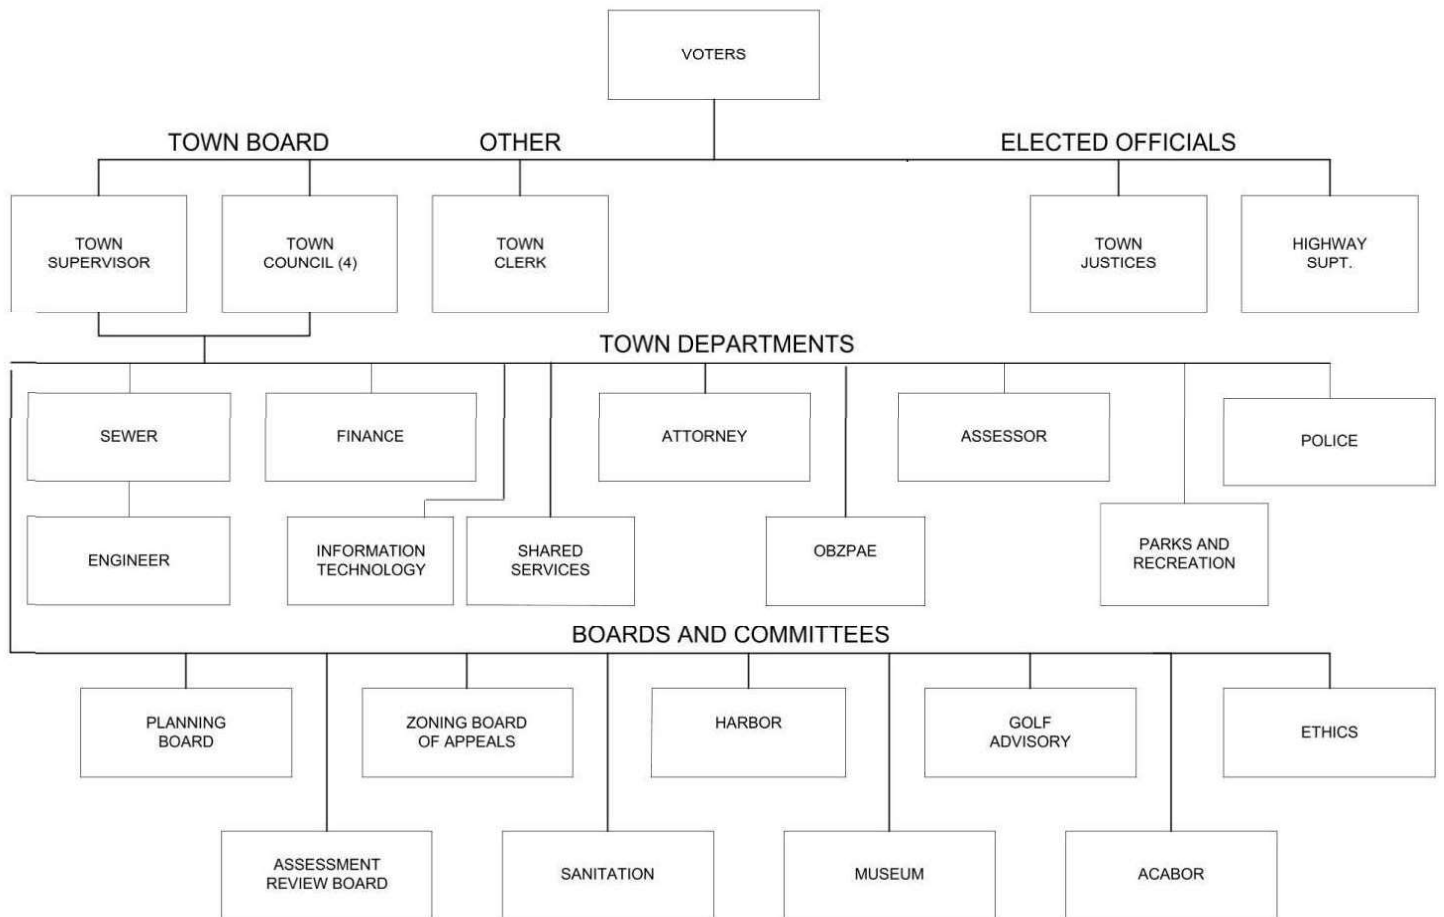 VOTERS
TOWN BOARD
OTHER
ELECTED OFFICIALS
TOWN
SUPERVISOR
TOWN
COUNCIL (4)
TOWN
CLERK
TOWN
JUSTICES
HIGHWAY
SUPT.
TOWN DEPARTMENTS
SEWER
FINANCE
ATTORNEY
ASSESSOR
POLICE
ENGINEER
INFORMATION
TECHNOLOGY
SHARED
SERVICES
OBZPAE
PARKS AND
RECREATION
BOARDS AND COMMITTEES
PLANNING
BOARD
ZONING BOARD
OF APPEALS
HARBOR
GOLF
ADVISORY
ETHICS
ASSESSMENT
REVIEW BOARD
SANITATION
MUSEUM
ACABOR